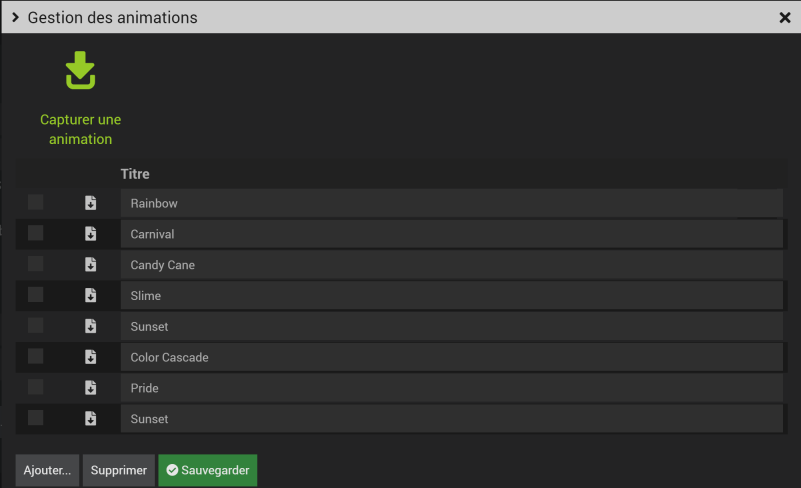 Gestion des animations
Capturer une
animation
Titre
Rainbow
Carnival
Candy Cane
Slime
Sunset
Color Cascade
Pride
Sunset
Ajouter... Supprimer Sauvegarder